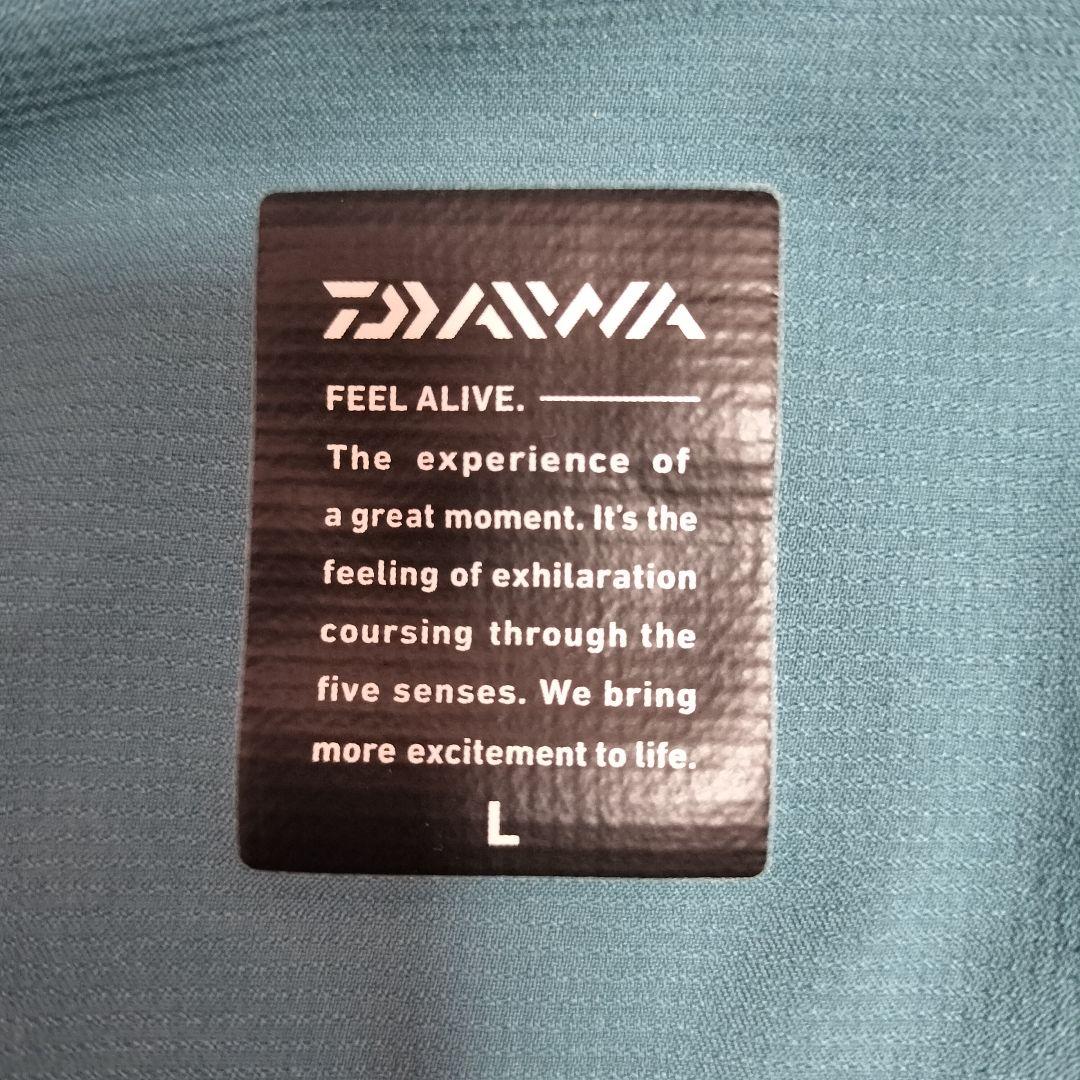 DAIWA
FEEL ALIVE.
The experience of
a great moment. It's the
feeling of exhilaration
coursing through the
five senses. We bring
more excitement to life.
L